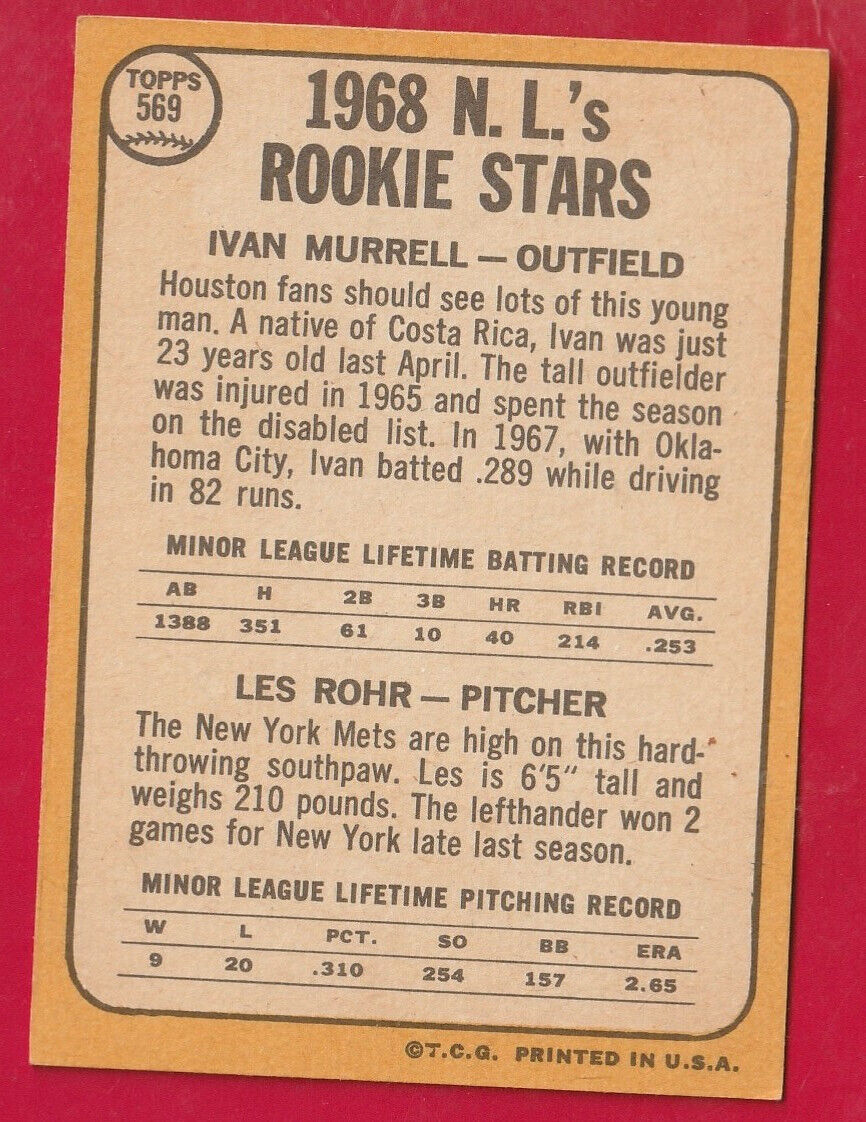 TOPPS
569
1968 N. L.'s
ROOKIE STARS
IVAN MURRELL — OUTFIELD
Houston fans should see lots of this young
man. A native of Costa Rica, Ivan was just
23 years old last April. The tall outfielder
was injured in 1965 and spent the season
on the disabled list. In 1967, with Okla-
homa City, Ivan batted .289 while driving
in 82 runs.
MINOR LEAGUE LIFETIME BATTING RECORD
AB H 2B 3B HR RBI AVG.
1388 351 61 10 40 214 .253
LES ROHR — PITCHER
The New York Mets are high on this hard-
throwing southpaw. Les is 6'5" tall and
weighs 210 pounds. The lefthander won 2
games for New York late last season.
MINOR LEAGUE LIFETIME PITCHING RECORD
W L PCT. SO BB ERA
9 20 .310 254 157 2.65
©T.C.G. PRINTED IN U.S.A.